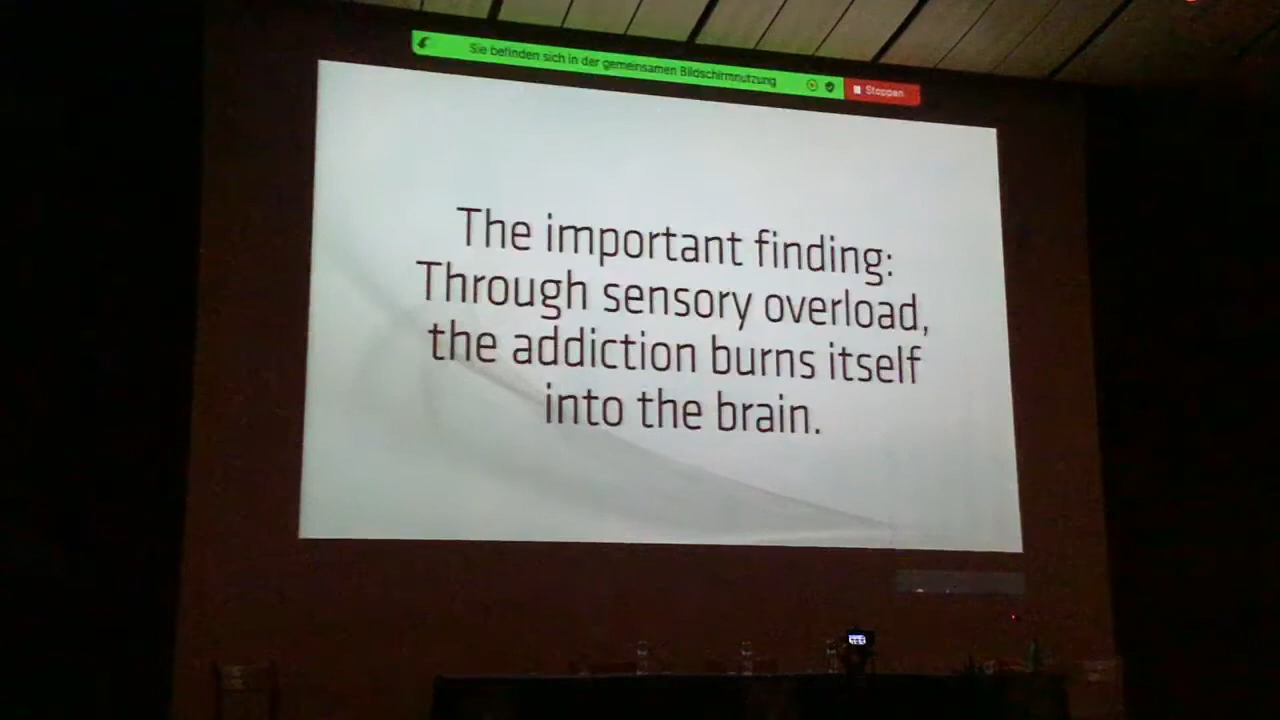 Sie befinden sich in der gemeinsamen Bildschirmnutzung
Stoppen
The important finding:
Through sensory overload,
the addiction burns itself
into the brain.